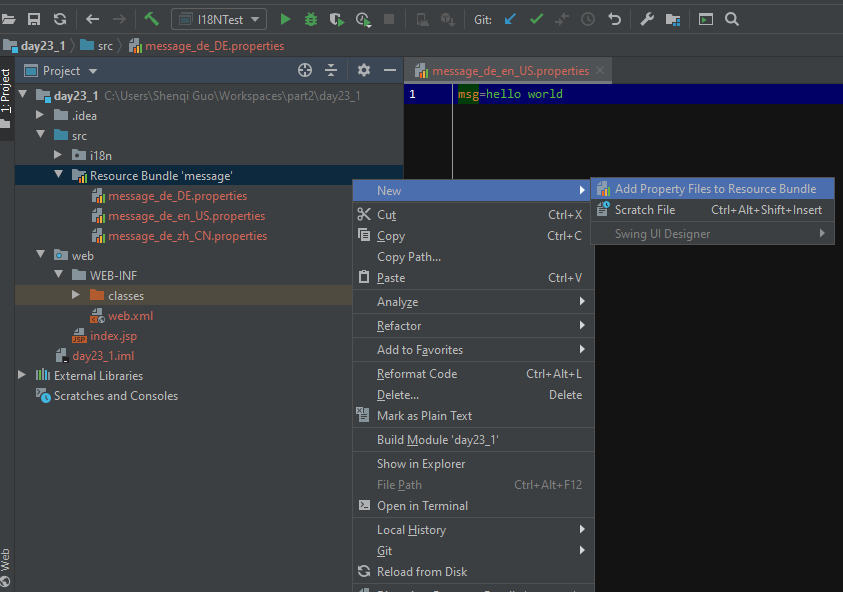 I18NTest
Git:
day23_1
src
message_de_DE.properties
1: Project
Web
Project
day23_1 C:\Users\Shenqi Guo\Workspaces\part2\day23_1
.idea
src
i18n
Resource Bundle 'message'
message_de_DE.properties
message_de_en_US.properties
message_de_zh_CN.properties
web
WEB-INF
classes
web.xml
index.jsp
day23_1.iml
External Libraries
Scratches and Consoles
message_de_en_US.properties
1 msg=hello world
New
Cut Ctrl+X
Copy Ctrl+C
Copy Path...
Paste Ctrl+V
Analyze
Refactor
Add to Favorites
Reformat Code Ctrl+Alt+L
Delete... Delete
Mark as Plain Text
Build Module 'day23_1'
Show in Explorer
File Path Ctrl+Alt+F12
Open in Terminal
Local History
Git
Reload from Disk
Add Property Files to Resource Bundle
Scratch File Ctrl+Alt+Shift+Insert
Swing UI Designer